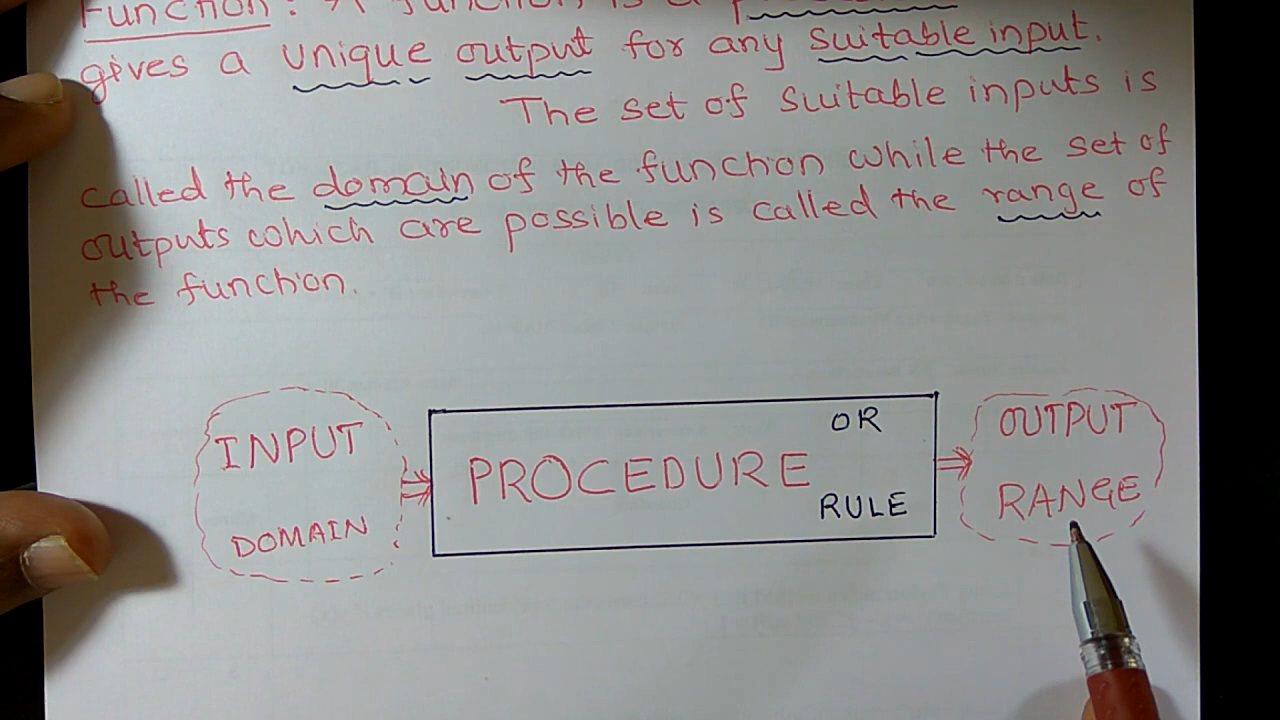 Function: A function is a
gives a unique output for any suitable input.
The set of suitable inputs is
called the domain of the function while the set of
outputs which are possible is called the range of
the function.
INPUT
DOMAIN
PROCEDURE
OR
RULE
OUTPUT
RANGE